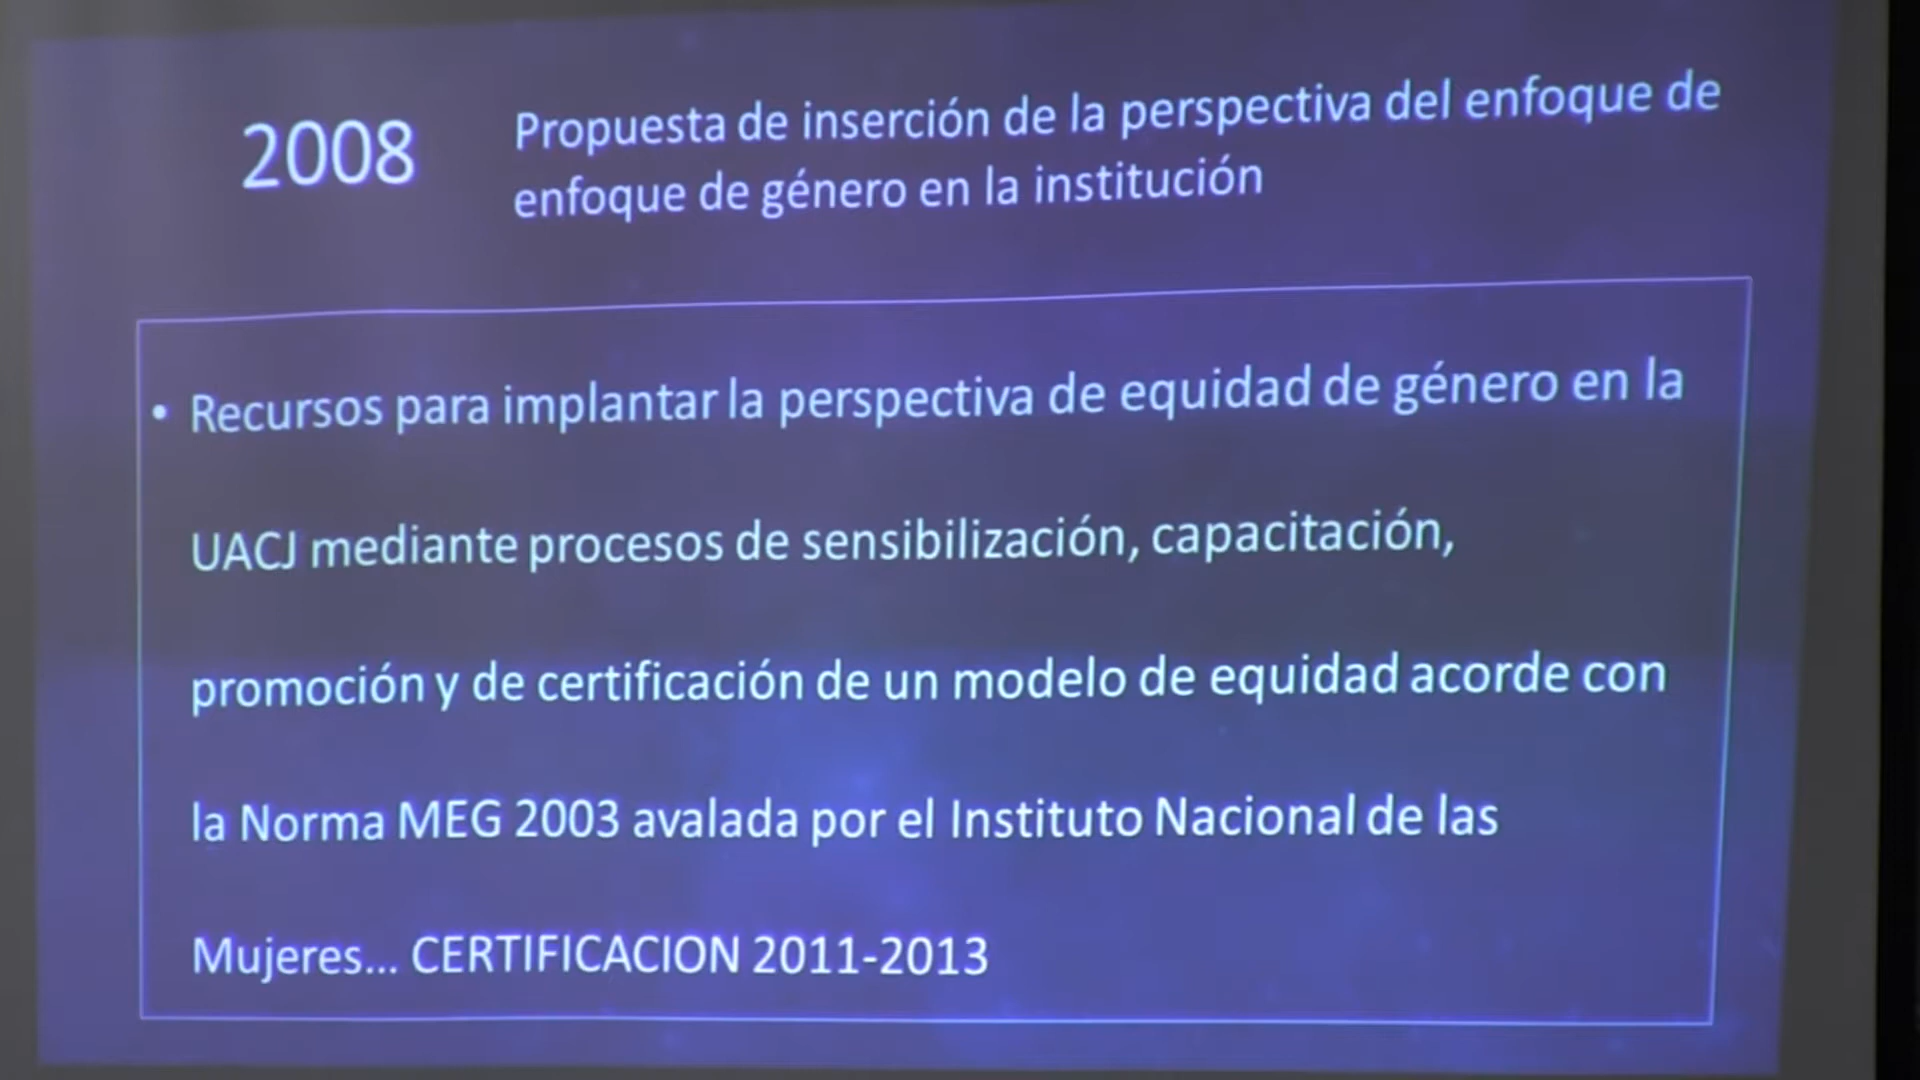 2008
Propuesta de inserción de la perspectiva del enfoque de
enfoque de género en la institución
• Recursos para implantar la perspectiva de equidad de género en la
UACJ mediante procesos de sensibilización, capacitación,
promoción y de certificación de un modelo de equidad acorde con
la Norma MEG 2003 avalada por el Instituto Nacional de las
Mujeres... CERTIFICACION 2011-2013